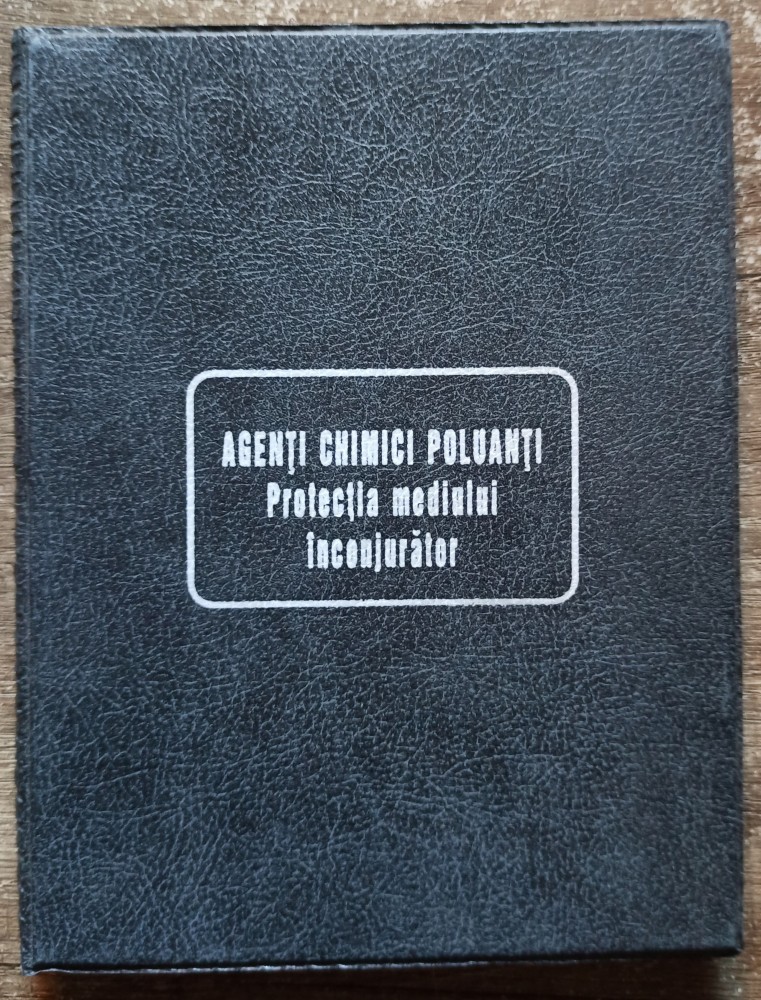 AGENŢI CHIMICI POLUANŢI
Protecţia mediului
înconjurător